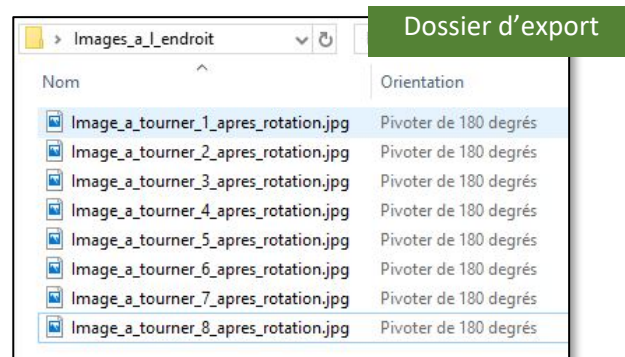 Dossier d’export
Images_a_l_endroit
Nom Orientation
Image_a_tourner_1_apres_rotation.jpg Pivoter de 180 degrés
Image_a_tourner_2_apres_rotation.jpg Pivoter de 180 degrés
Image_a_tourner_3_apres_rotation.jpg Pivoter de 180 degrés
Image_a_tourner_4_apres_rotation.jpg Pivoter de 180 degrés
Image_a_tourner_5_apres_rotation.jpg Pivoter de 180 degrés
Image_a_tourner_6_apres_rotation.jpg Pivoter de 180 degrés
Image_a_tourner_7_apres_rotation.jpg Pivoter de 180 degrés
Image_a_tourner_8_apres_rotation.jpg Pivoter de 180 degrés